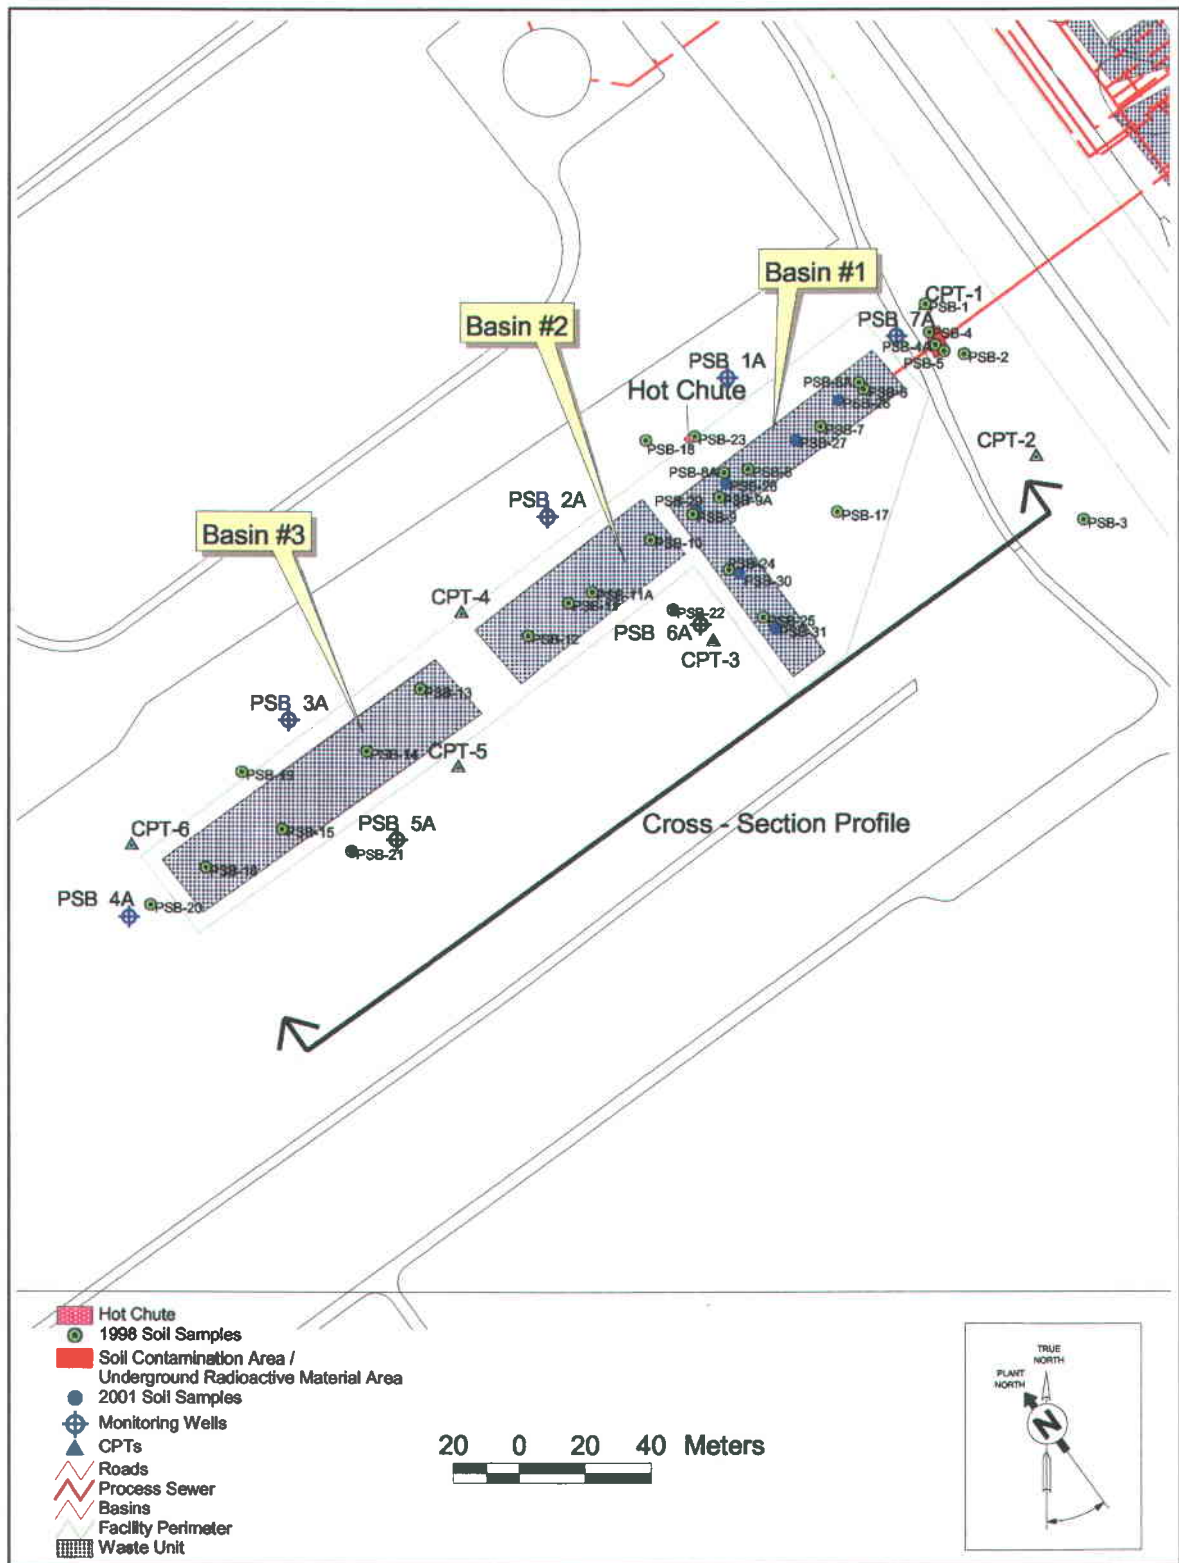 CPT-1
PSB-1
Basin #1
PSB 7A
PSB-4
Basin #2
PSB-4A
PSB-2
PSB-5
PSB 1A
Hot Chute
PSB-6
PSB-7
PSB-23
PSB-18
PSB-27
CPT-2
PSB-8A
PSB-8
PSB 2A
PSB-9A
PSB-9
PSB-17
PSB-3
Basin #3
PSB-10
PSB-24
PSB-30
PSB-11A
CPT-4
PSB-22
PSB-25
PSB-12
PSB 6A
PSB-31
CPT-3
PSB-13
PSB 3A
PSB-14
CPT-5
PSB-19
Cross - Section Profile
PSB-15
PSB 5A
CPT-6
PSB-21
PSB-16
PSB 4A
PSB-20
Hot Chute
1998 Soil Samples
Soil Contamination Area /
Underground Radioactive Material Area
2001 Soil Samples
Monitoring Wells
CPTs
Roads
Process Sewer
Basins
Facility Perimeter
Waste Unit
20 0 20 40 Meters
TRUE
NORTH
PLANT
NORTH
N